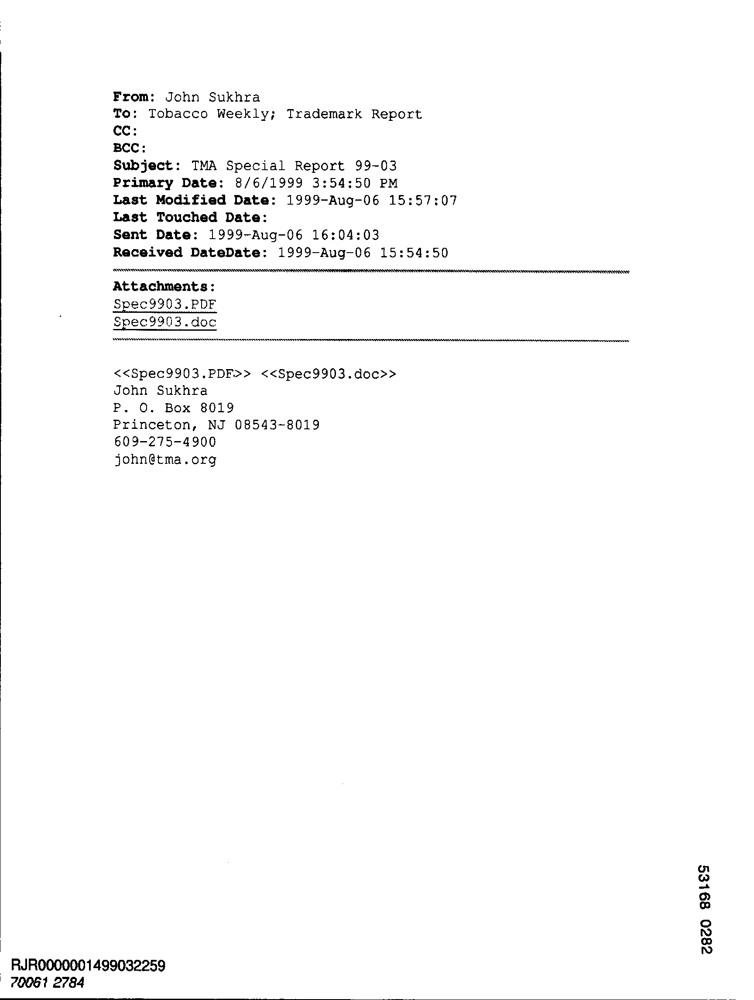 From: John Sukhra
To: Tobacco Weekly; Trademark Report
CC:
BCC:
Subject: TMA Special Report 99-03
Primary Date: 8/6/1999 3:54:50 PM
Last Modified Date: 1999-Aug-06 15:57:07
Last Touched Date:
Sent Date: 1999-Aug-06 16:04:03
Received DateDate: 1999-Aug-06 15:54:50
Attachments:
Spec9903.PDF
Spec9903.doc
<<Spec9903.PDF>> <<Spec9903.doc>>
John Sukhra
P. O. Box 8019
Princeton, NJ 08543-8019
609-275-4900
john@tma.org
53168 0282
RJR0000001499032259
70061 2784